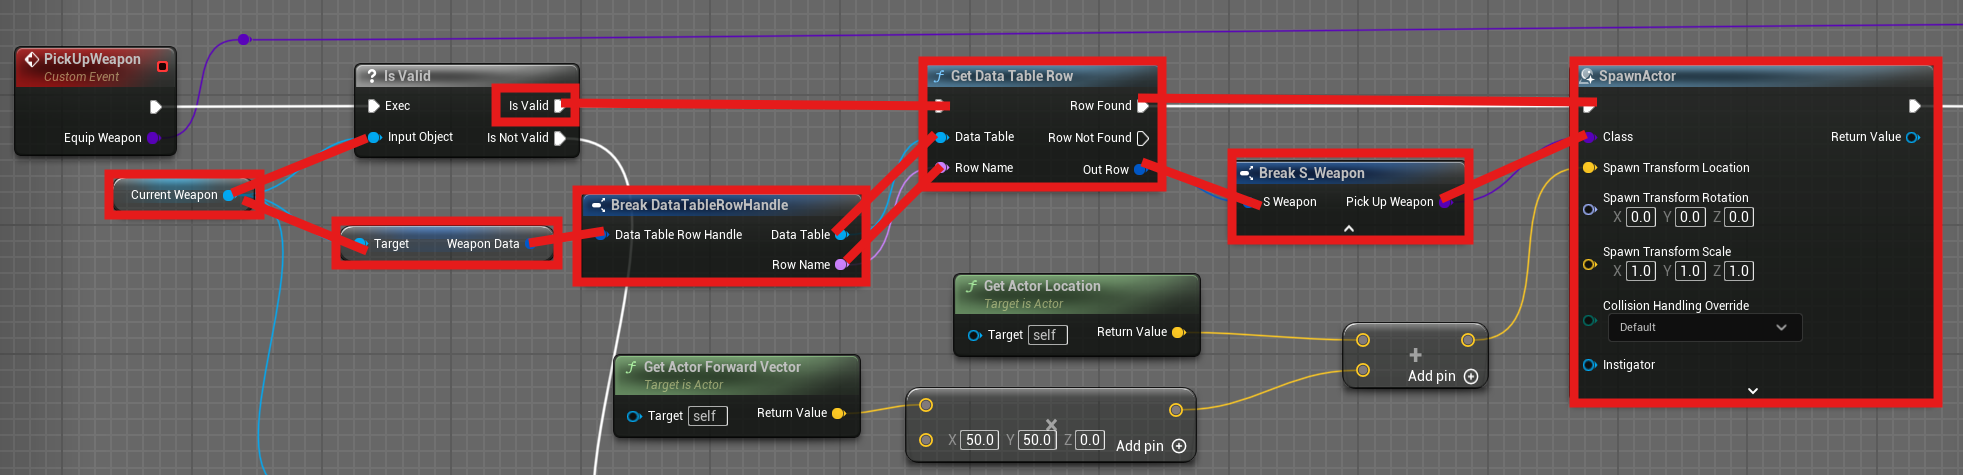 PickUpWeapon
Custom Event
Equip Weapon
Current Weapon
? Is Valid
Exec
Is Valid
Input Object
Is Not Valid
Target
Weapon Data
Break DataTableRowHandle
Data Table Row Handle
Data Table
Row Name
f Get Data Table Row
Row Found
Data Table
Row Not Found
Row Name
Out Row
Break S_Weapon
S Weapon
Pick Up Weapon
f Get Actor Location
Target is Actor
Target
self
Return Value
f Get Actor Forward Vector
Target is Actor
Target
self
Return Value
×
X 50.0 Y 50.0 Z 0.0
Add pin
+
Add pin
SpawnActor
Class
Return Value
Spawn Transform Location
Spawn Transform Rotation
X 0.0 Y 0.0 Z 0.0
Spawn Transform Scale
X 1.0 Y 1.0 Z 1.0
Collision Handling Override
Default
Instigator